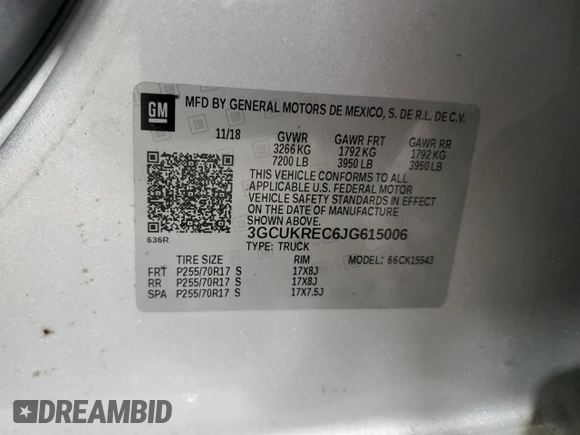 GM
MFD BY GENERAL MOTORS DE MEXICO, S. DE R.L. DE C.V.
11/18 GVWR GAWR FRT GAWR RR
3266 KG 1792 KG 1792 KG
7200 LB 3950 LB 3950 LB
THIS VEHICLE CONFORMS TO ALL
APPLICABLE U.S. FEDERAL MOTOR
VEHICLE SAFETY STANDARDS IN EFFECT
ON THE DATE OF MANUFACTURE
SHOWN ABOVE.
636R
3GCUKREC6JG615006
TYPE: TRUCK
TIRE SIZE RIM MODEL: 66CK15543
FRT P255/70R17 S 17X8J
RR P255/70R17 S 17X8J
SPA P255/70R17 S 17X7.5J
DREAMBID